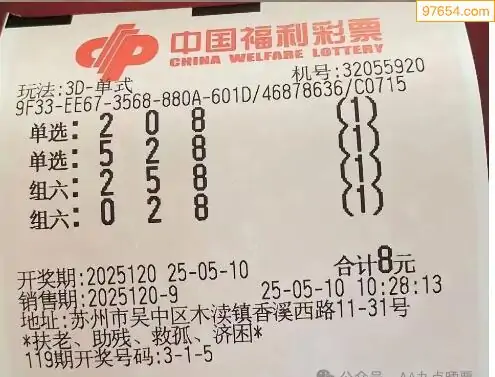 97654.com
中国福利彩票
CHINA WELFARE LOTTERY
玩法:3D-单式 机号:32055920
9F33-EE67-3568-880A-601D/46878636/C0715
单选: 2 0 8 (1)
单选: 5 2 8 (1)
组六: 2 5 8 (1)
组六: 0 2 8 (1)
合计8元
开奖期:2025120 25-05-10
销售期:2025120-9 25-05-10 10:28:13
地址:苏州市吴中区木渎镇香溪西路11-31号
*扶老、助残、救孤、济困*
119期开奖号码:3-1-5